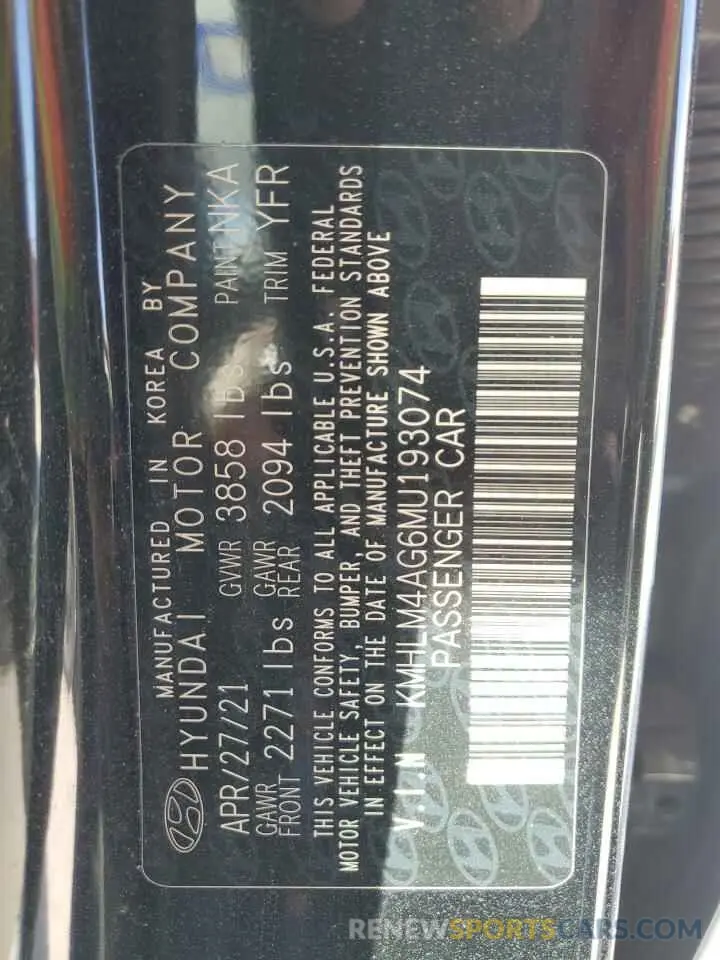 MANUFACTURED IN KOREA BY
HYUNDAI MOTOR COMPANY
APR/27/21 GVWR 3858 lbs PAINT NKA
GAWR FRONT 2271 lbs GAWR REAR 2094 lbs TRIM YFR
THIS VEHICLE CONFORMS TO ALL APPLICABLE U.S.A. FEDERAL
MOTOR VEHICLE SAFETY, BUMPER, AND THEFT PREVENTION STANDARDS
IN EFFECT ON THE DATE OF MANUFACTURE SHOWN ABOVE
V.I.N KMHLM4AG6MU193074
PASSENGER CAR
RENEWSPORTSCARS.COM